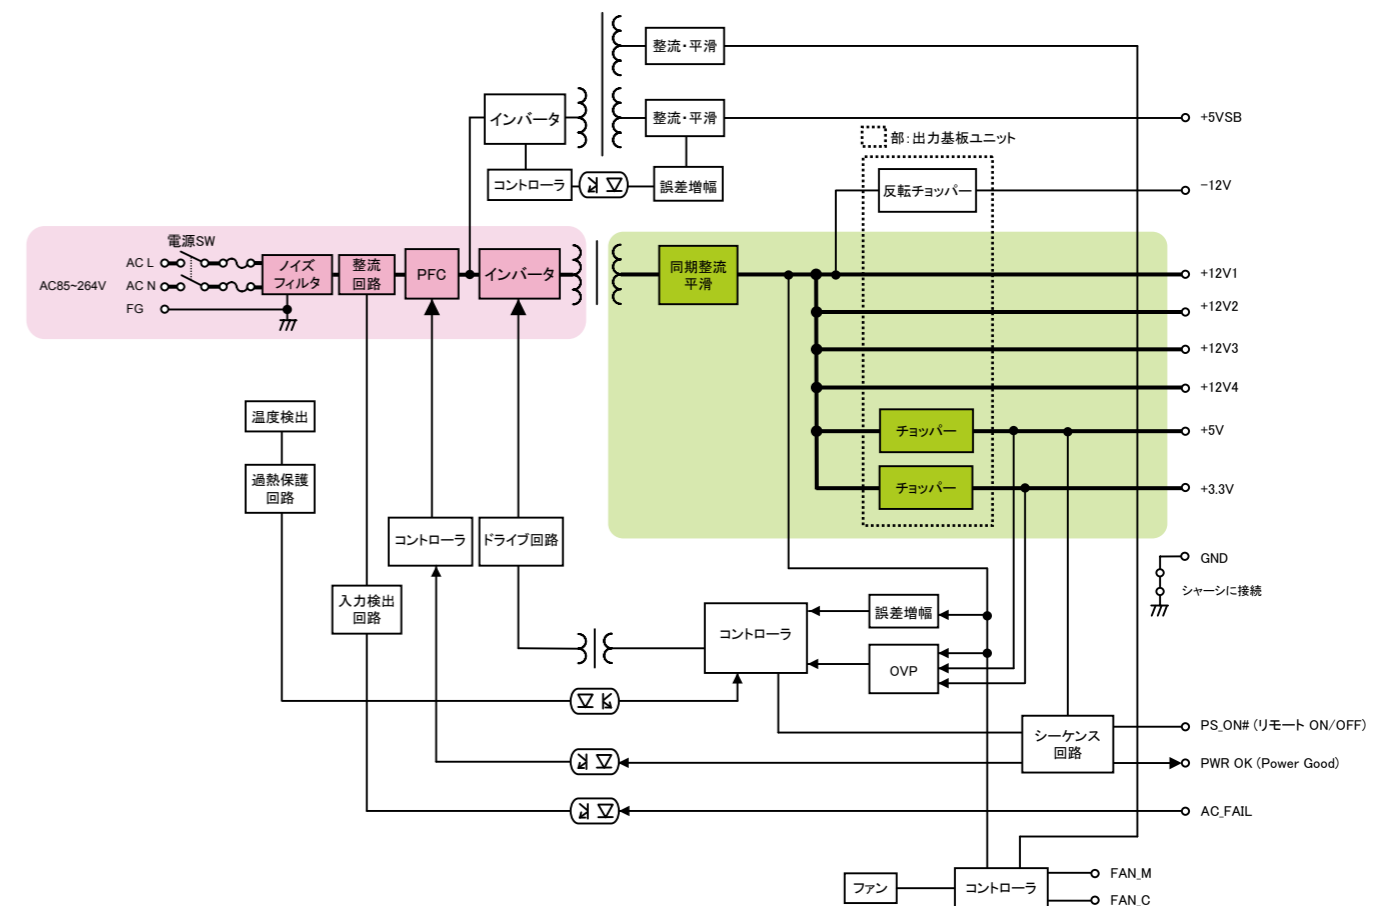 整流・平滑
インバータ
整流・平滑
+5VSB
部：出力基板ユニット
コントローラ
誤差増幅
反転チョッパー
-12V
電源SW
AC L
AC N
FG
AC85~264V
ノイズ
フィルタ
整流
回路
PFC
インバータ
同期整流
平滑
+12V1
+12V2
+12V3
+12V4
チョッパー
+5V
チョッパー
+3.3V
温度検出
過熱保護
回路
コントローラ
ドライブ回路
入力検出
回路
コントローラ
誤差増幅
OVP
GND
シャーシに接続
シーケンス
回路
PS_ON# (リモート ON/OFF)
PWR OK (Power Good)
AC_FAIL
ファン
コントローラ
FAN_M
FAN_C